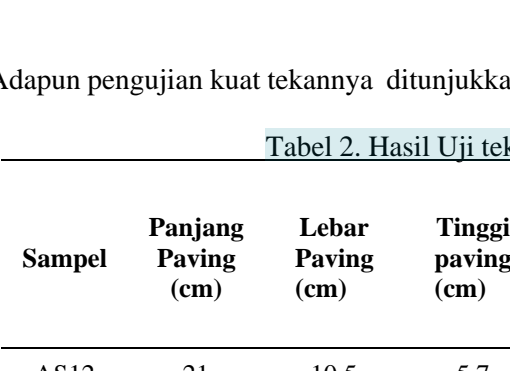 Adapun pengujian kuat tekannya ditunjukka
Tabel 2. Hasil Uji tek
Sampel Panjang Paving (cm) Lebar Paving (cm) Tinggi paving (cm)
AS12 21 10,5 5,7